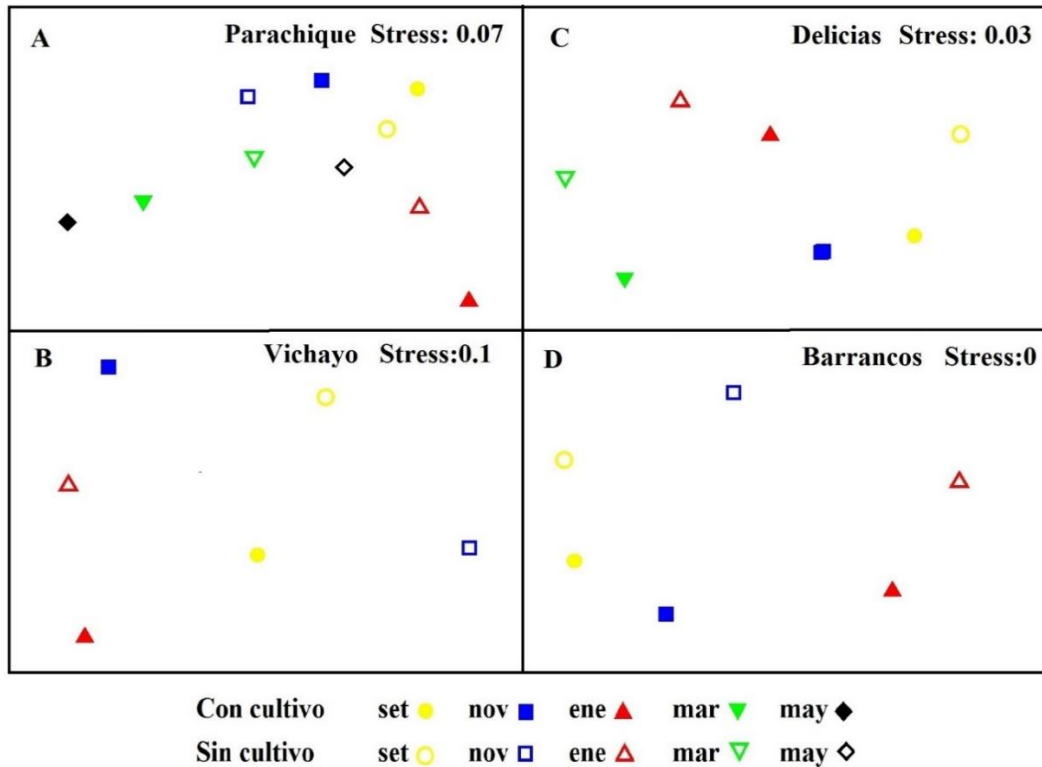 A Parachique Stress: 0.07
C Delicias Stress: 0.03
B Vichayo Stress:0.1
D Barrancos Stress:0
Con cultivo set nov ene mar may
Sin cultivo set nov ene mar may